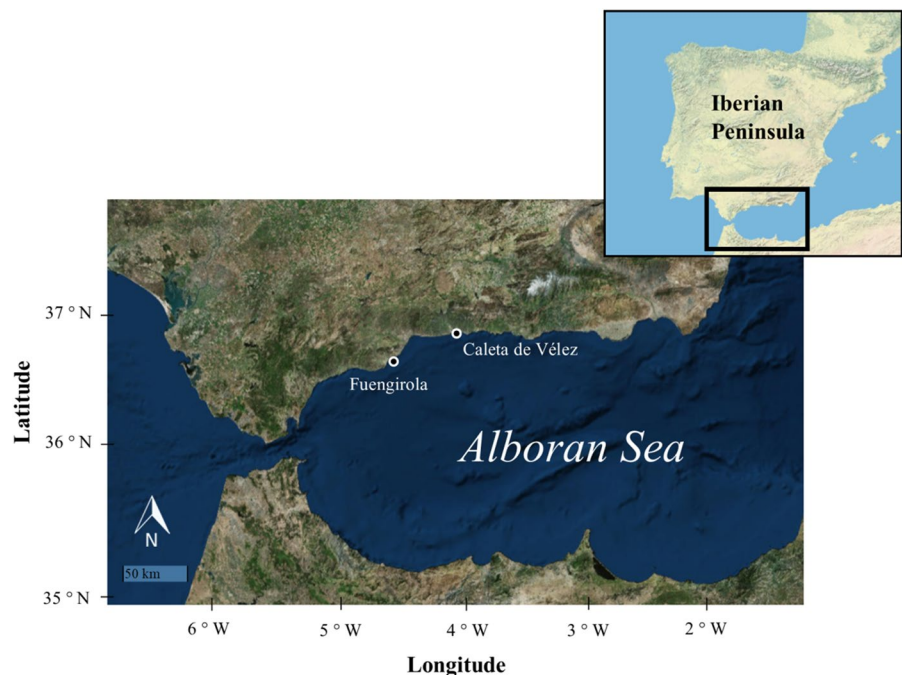 Iberian
Peninsula
37 ° N
Caleta de Vélez
Fuengirola
Latitude
36 ° N
Alboran Sea
N
50 km
35 ° N
6 ° W
5 ° W
4 ° W
3 ° W
2 ° W
Longitude